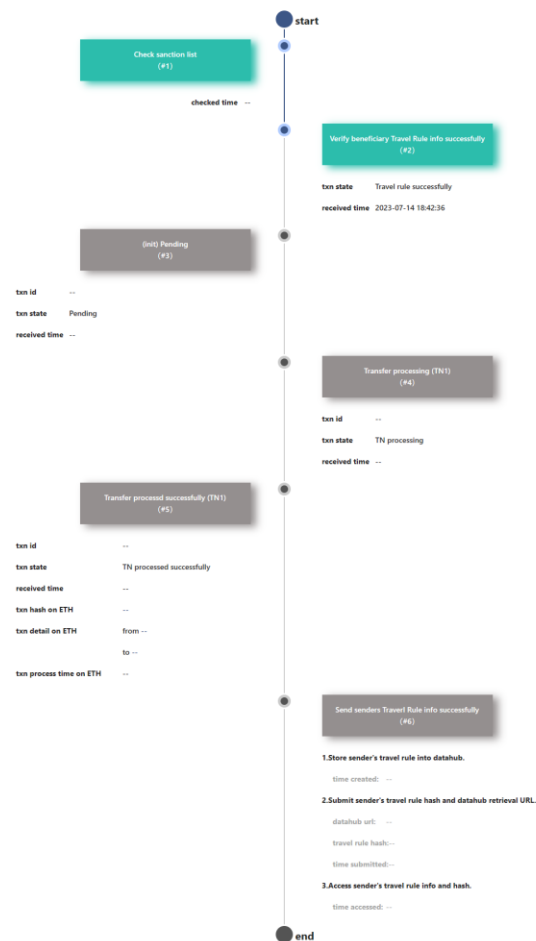 start
Check sanction list
(#1)
checked time --
Verify beneficiary Travel Rule info successfully
(#2)
txn state Travel rule successfully
received time 2023-07-14 18:42:36
(init) Pending
(#3)
txn id --
txn state Pending
received time --
Transfer processing (TN1)
(#4)
txn id --
txn state TN processing
received time --
Transfer processd successfully (TN1)
(#5)
txn id --
txn state TN processed successfully
received time --
txn hash on ETH --
txn detail on ETH from --
to --
txn process time on ETH --
Send senders Traverl Rule info successfully
(#6)
1.Store sender's travel rule into datahub.
time created: --
2.Submit sender's travel rule hash and datahub retrieval URL.
datahub url: --
travel rule hash:--
time submitted:--
3.Access sender's travel rule info and hash.
time accessed: --
end